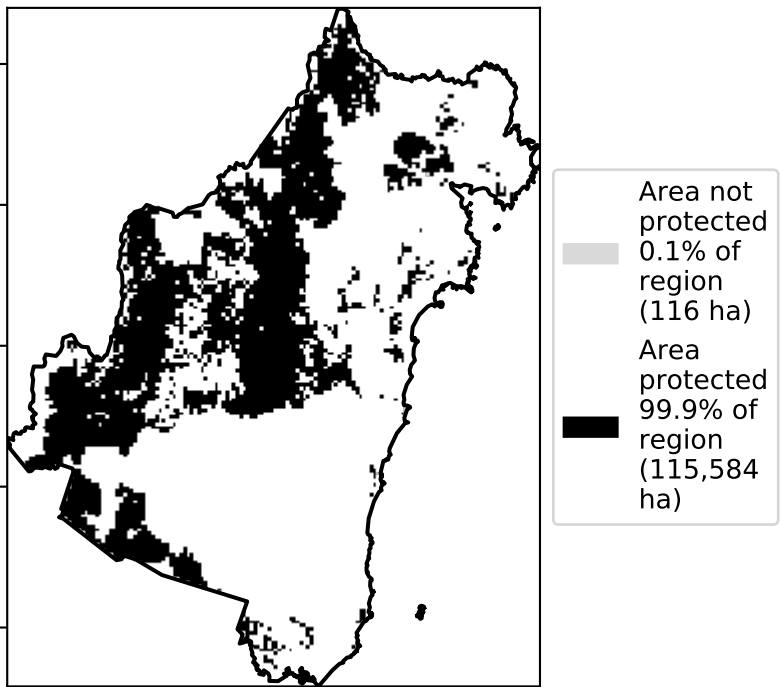 Area not
protected
0.1% of
region
(116 ha)
Area
protected
99.9% of
region
(115,584
ha)